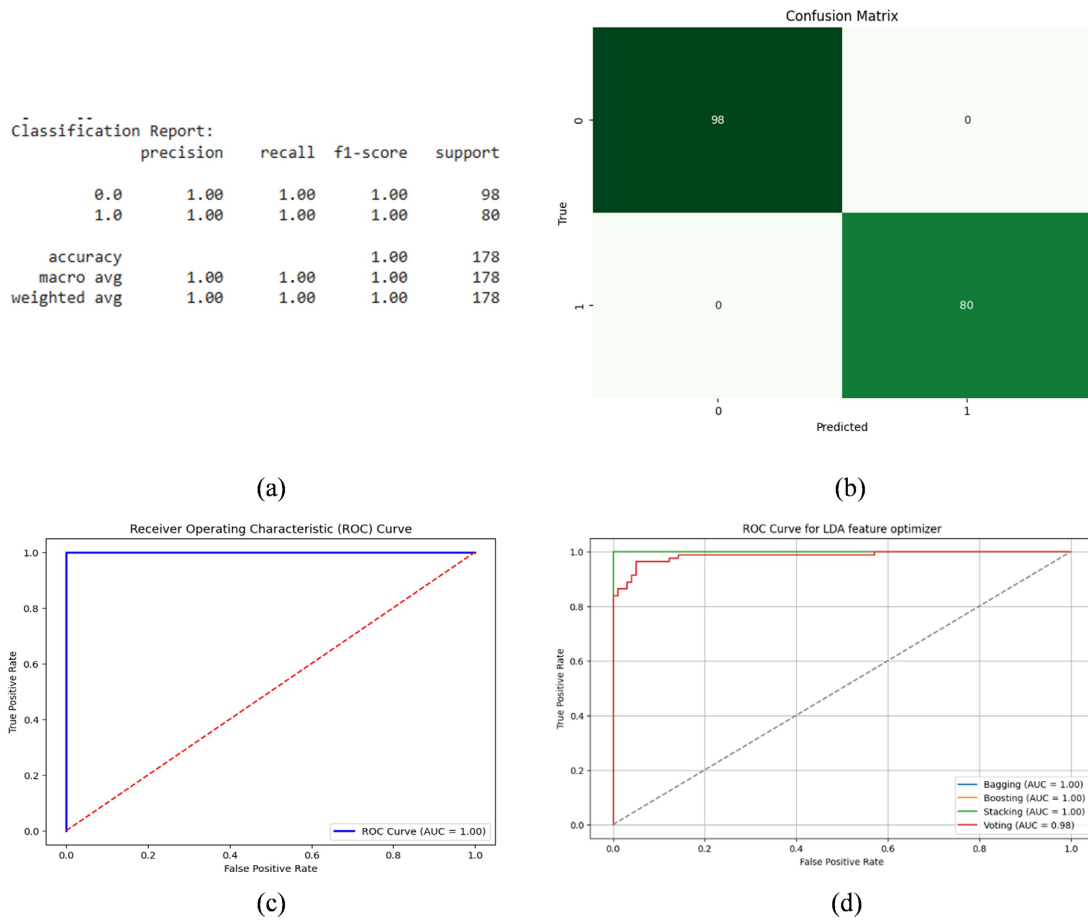 Classification Report:
precision recall f1-score support
0.0 1.00 1.00 1.00 98
1.0 1.00 1.00 1.00 80
accuracy 1.00 178
macro avg 1.00 1.00 1.00 178
weighted avg 1.00 1.00 1.00 178
(a)
Confusion Matrix
True
0
98 0
1
0 80
0 1
Predicted
(b)
Receiver Operating Characteristic (ROC) Curve
True Positive Rate
1.0
0.8
0.6
0.4
0.2
0.0
0.0 0.2 0.4 0.6 0.8 1.0
False Positive Rate
ROC Curve (AUC = 1.00)
(c)
ROC Curve for LDA feature optimizer
True Positive Rate
1.0
0.8
0.6
0.4
0.2
0.0
0.0 0.2 0.4 0.6 0.8 1.0
False Positive Rate
Bagging (AUC = 1.00)
Boosting (AUC = 1.00)
Stacking (AUC = 1.00)
Voting (AUC = 0.98)
(d)